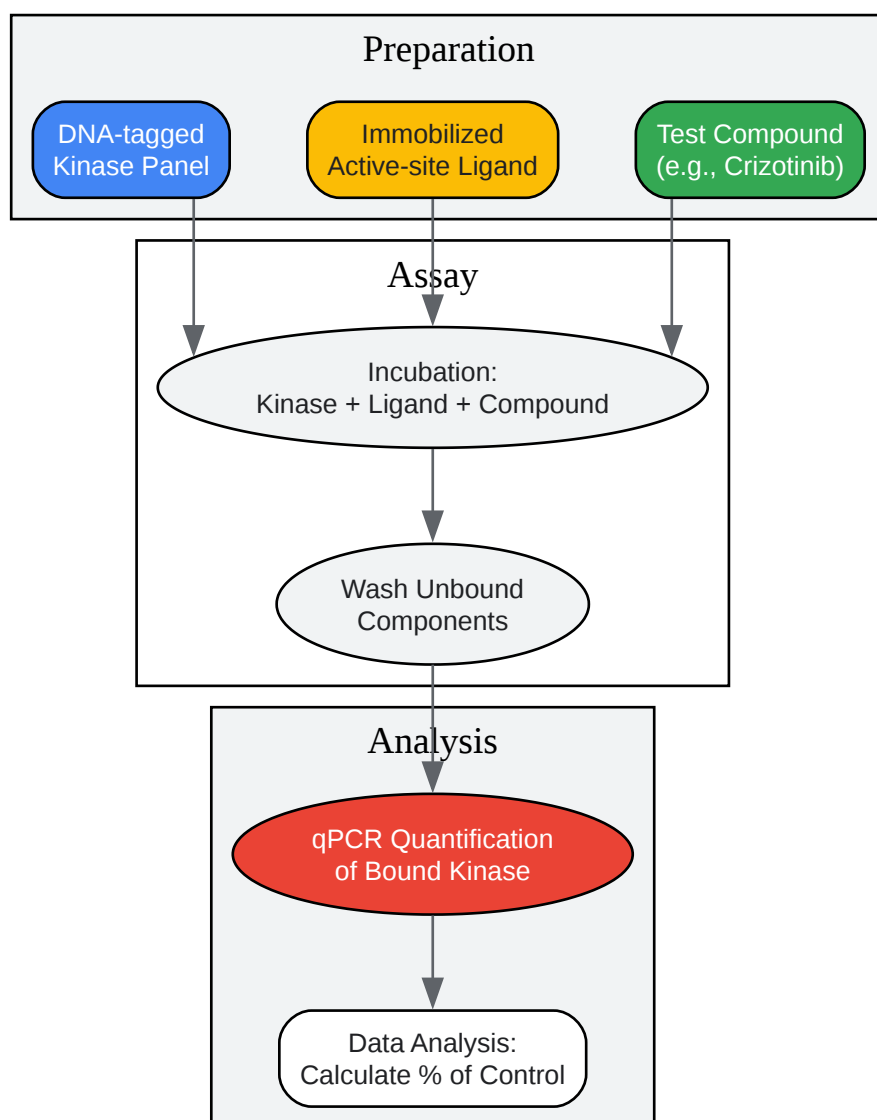 Preparation
DNA-tagged
Kinase Panel
Immobilized
Active-site Ligand
Test Compound
(e.g., Crizotinib)
Assay
Incubation:
Kinase + Ligand + Compound
Wash Unbound
Components
Analysis
qPCR Quantification
of Bound Kinase
Data Analysis:
Calculate % of Control